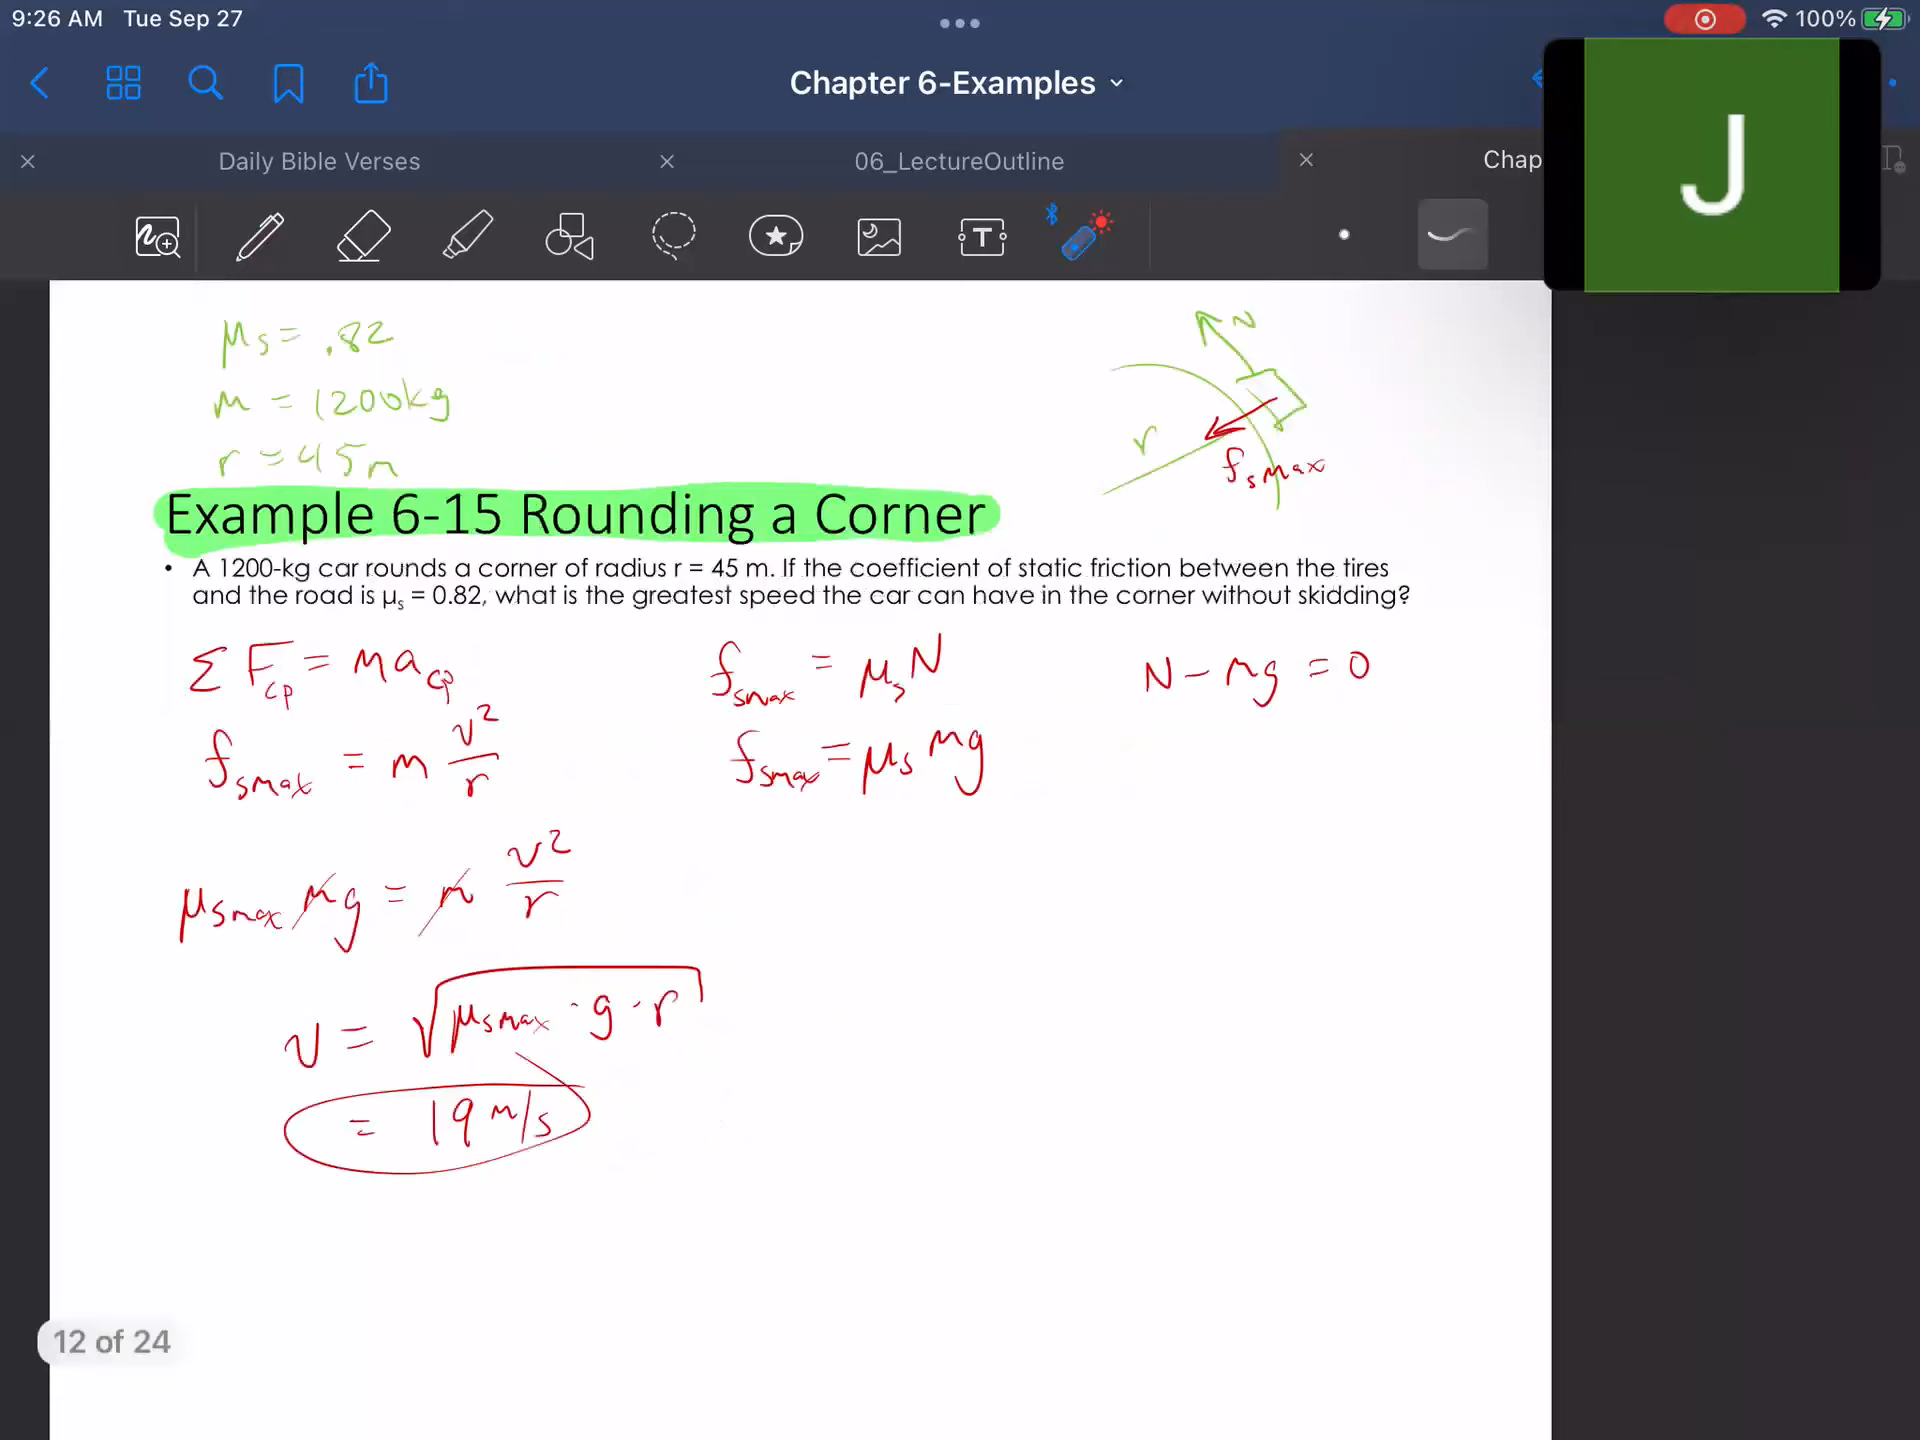 9:26 AM Tue Sep 27
100%
Chapter 6-Examples
Daily Bible Verses
06_LectureOutline
Chap
J
T
μs = .82
m = 1200kg
r = 45m
N
r
fsmax
Example 6-15 Rounding a Corner
• A 1200-kg car rounds a corner of radius r = 45 m. If the coefficient of static friction between the tires
and the road is μs = 0.82, what is the greatest speed the car can have in the corner without skidding?
Σ Fcp = macp
fsmax = m v²/r
fsmax = μsN
fsmax = μs mg
N - mg = 0
μsmax mg = m v²/r
v = √μsmax · g · r
= 19 m/s
12 of 24